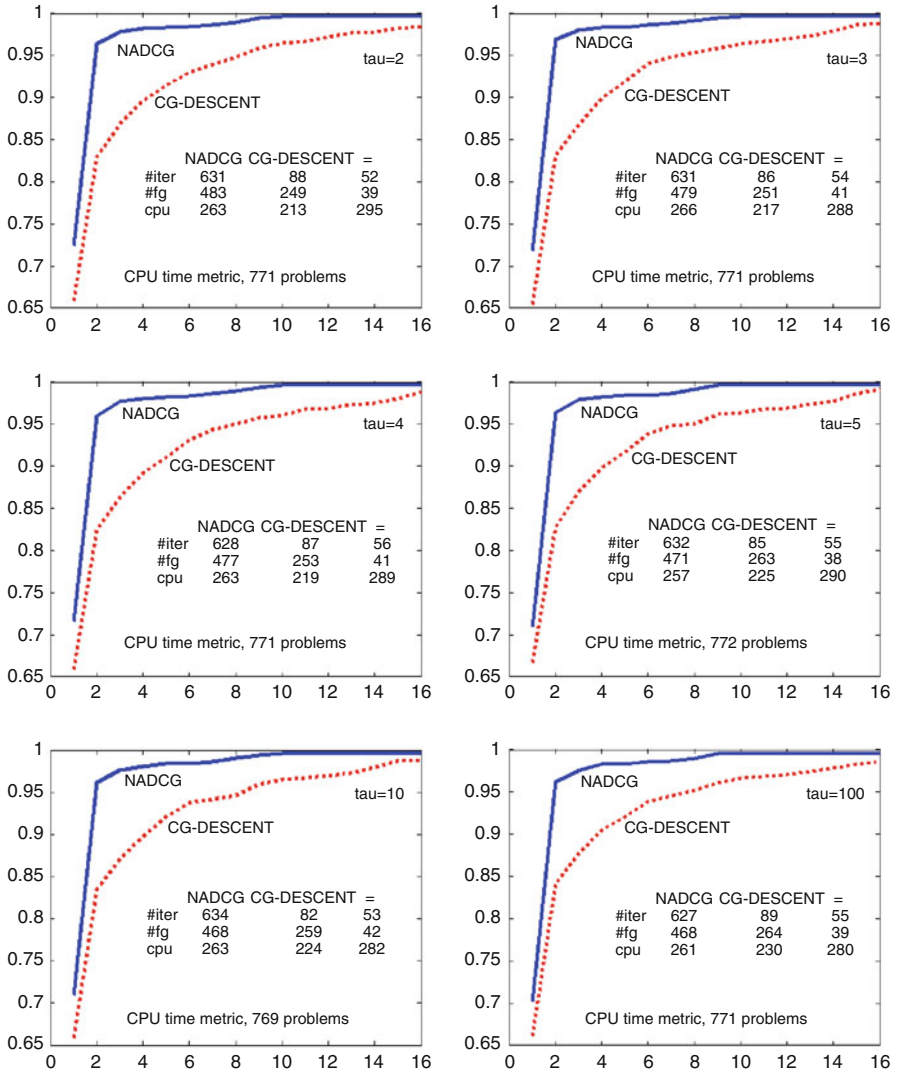 1
0.95
0.9
0.85
0.8
0.75
0.7
0.65
0 2 4 6 8 10 12 14 16
NADCG
tau=2
CG-DESCENT
NADCG CG-DESCENT =
#iter 631 88 52
#fg 483 249 39
cpu 263 213 295
CPU time metric, 771 problems
1
0.95
0.9
0.85
0.8
0.75
0.7
0.65
0 2 4 6 8 10 12 14 16
NADCG
tau=3
CG-DESCENT
NADCG CG-DESCENT =
#iter 631 86 54
#fg 479 251 41
cpu 266 217 288
CPU time metric, 771 problems
1
0.95
0.9
0.85
0.8
0.75
0.7
0.65
0 2 4 6 8 10 12 14 16
NADCG
tau=4
CG-DESCENT
NADCG CG-DESCENT =
#iter 628 87 56
#fg 477 253 41
cpu 263 219 289
CPU time metric, 771 problems
1
0.95
0.9
0.85
0.8
0.75
0.7
0.65
0 2 4 6 8 10 12 14 16
NADCG
tau=5
CG-DESCENT
NADCG CG-DESCENT =
#iter 632 85 55
#fg 471 263 38
cpu 257 225 290
CPU time metric, 772 problems
1
0.95
0.9
0.85
0.8
0.75
0.7
0.65
0 2 4 6 8 10 12 14 16
NADCG
tau=10
CG-DESCENT
NADCG CG-DESCENT =
#iter 634 82 53
#fg 468 259 42
cpu 263 224 282
CPU time metric, 769 problems
1
0.95
0.9
0.85
0.8
0.75
0.7
0.65
0 2 4 6 8 10 12 14 16
NADCG
tau=100
CG-DESCENT
NADCG CG-DESCENT =
#iter 627 89 55
#fg 468 264 39
cpu 261 230 280
CPU time metric, 771 problems